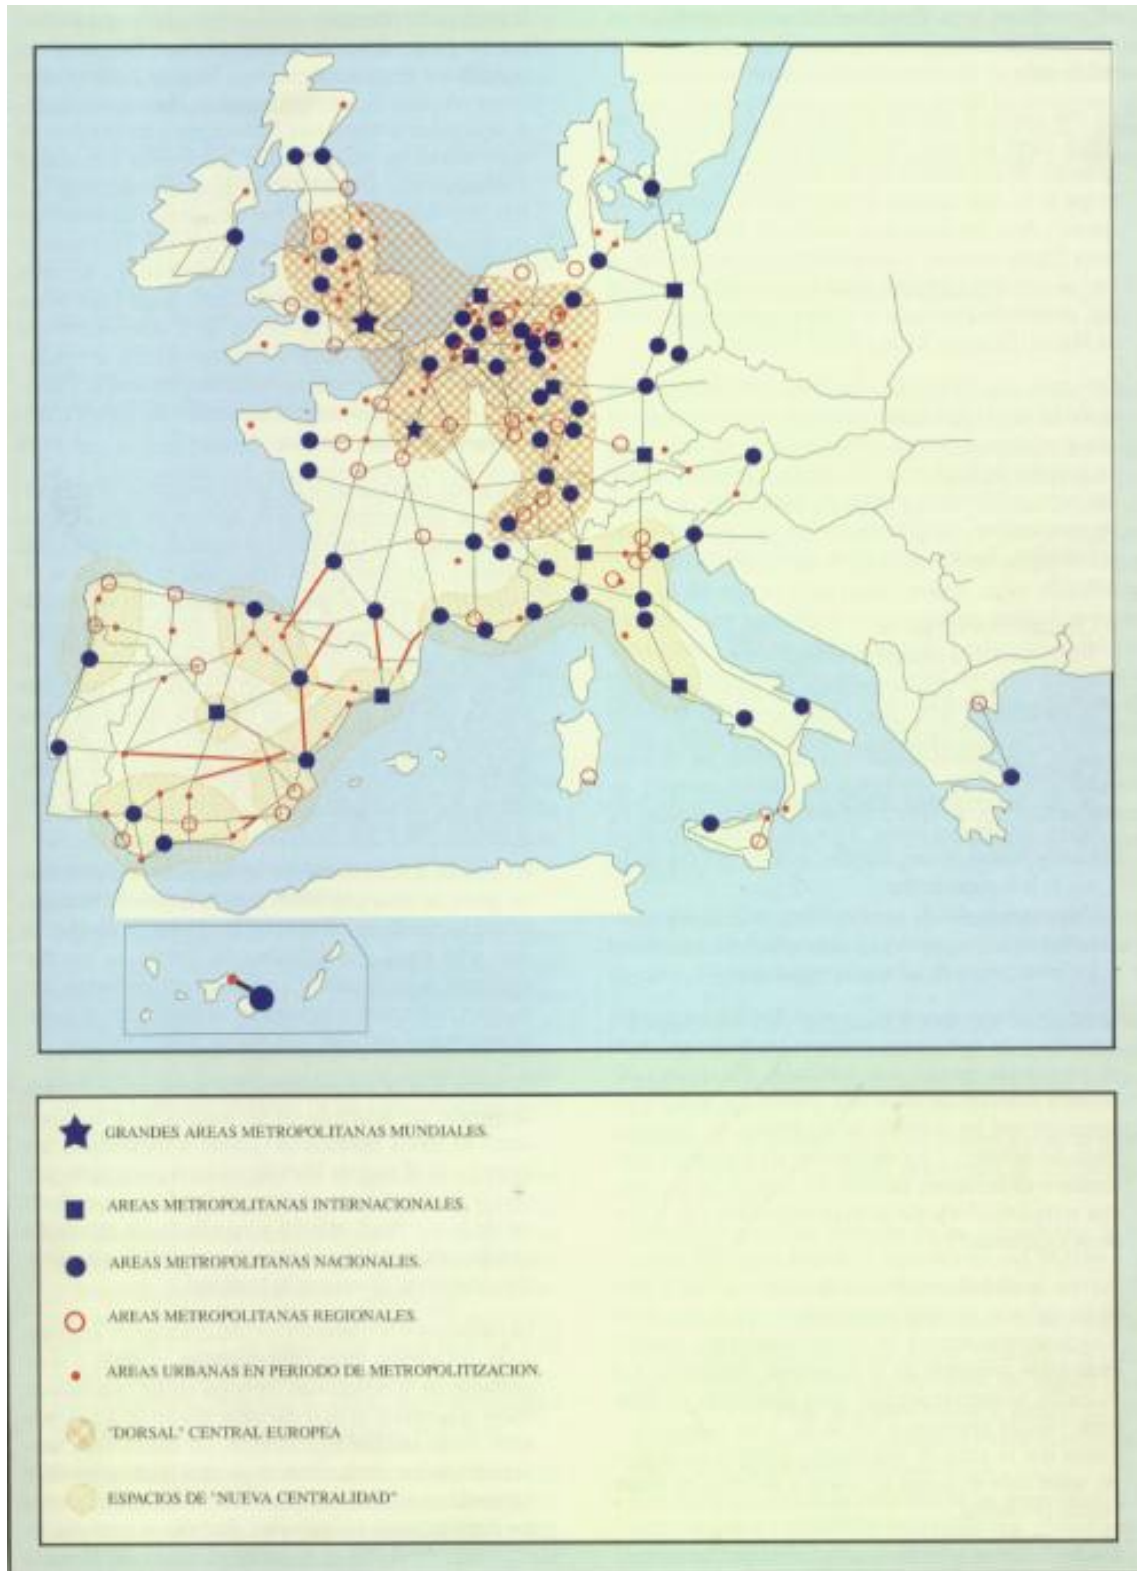 GRANDES AREAS METROPOLITANAS MUNDIALES.
AREAS METROPOLITANAS INTERNACIONALES.
AREAS METROPOLITANAS NACIONALES.
AREAS METROPOLITANAS REGIONALES.
AREAS URBANAS EN PERIODO DE METROPOLITIZACION.
"DORSAL" CENTRAL EUROPEA
ESPACIOS DE "NUEVA CENTRALIDAD"